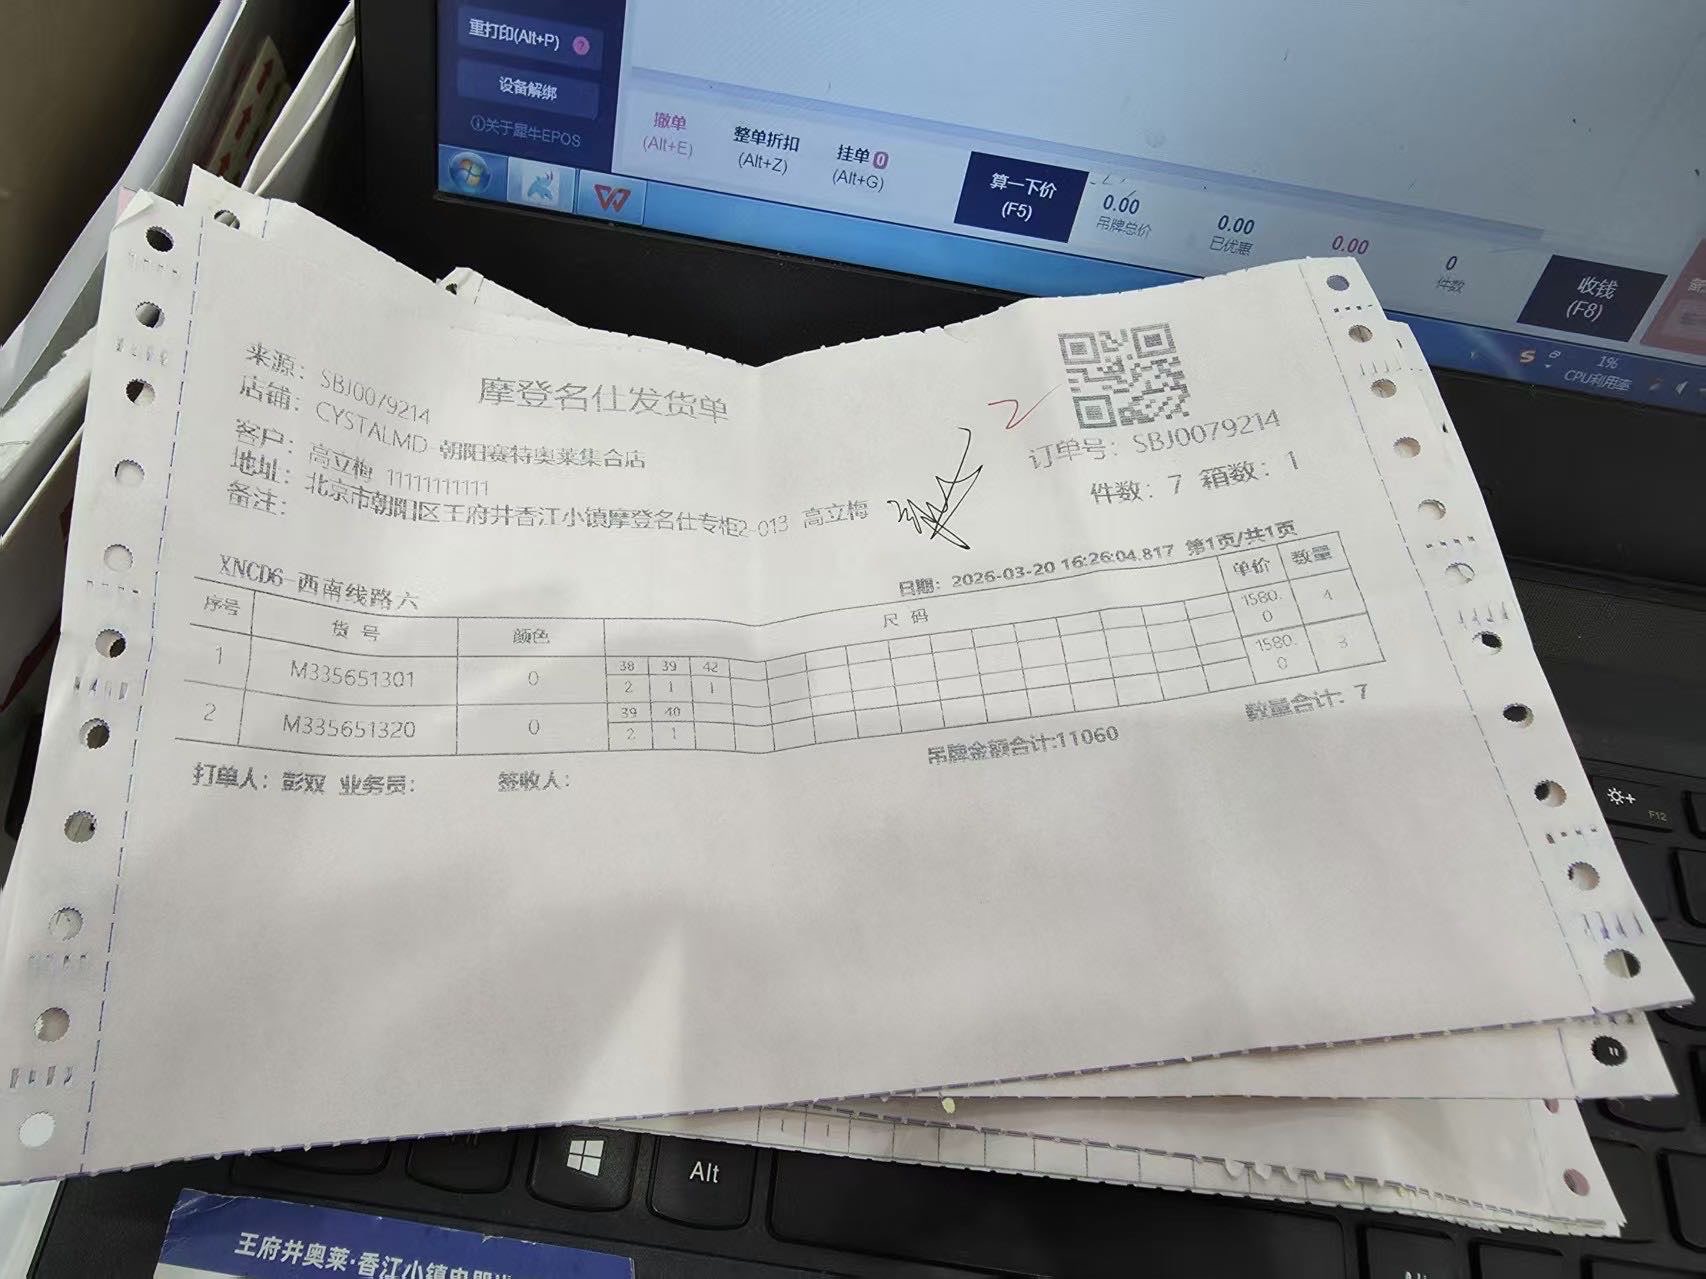 重打印(Alt+P) ?
设备解绑
ⓘ关于犀牛EPOS
撤单
(Alt+E)
整单折扣
(Alt+Z)
挂单 0
(Alt+G)
算一下价
(F5)
0.00
吊牌总价
0.00
已优惠
0.00
0
件数
收钱
(F8)
1%
CPU利用率
摩登名仕发货单
来源: SBJ0079214
店铺: CYSTALMD-朝阳赛特奥莱集合店
客户: 高立梅 11111111111
地址: 北京市朝阳区王府井香江小镇摩登名仕专柜2-013 高立梅
备注:
2
订单号: SBJ0079214
件数: 7 箱数: 1
XNCD6-西南线路六
日期: 2026-03-20 16:26:04.817 第1页/共1页
序号 货号 颜色 尺码 单价 数量
1 M335651301 0 38 39 42 1580.0 4
2 1 1
2 M335651320 0 39 40 1580.0 3
2 1
吊牌金额合计:11060 数量合计: 7
打单人: 彭双 业务员: 签收人:
F12
Alt
王府井奥莱·香江小镇